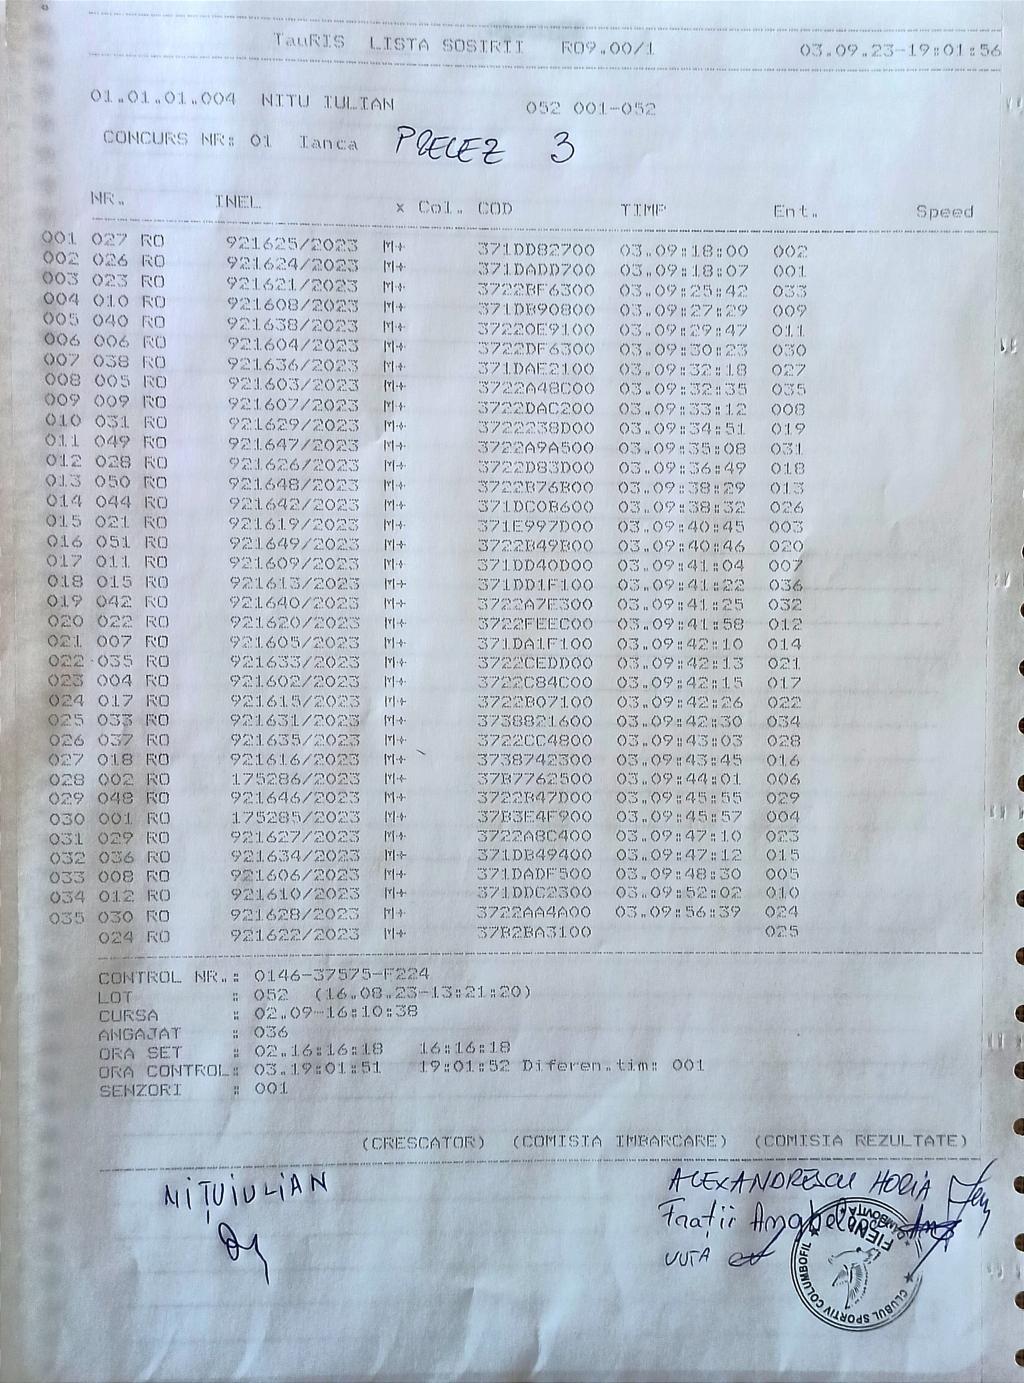 TauRIS LISTA SOSIRII RO9.00/1 03.09.23-19:01:56
01.01.01.004 NITU IULIAN 052 001-052
CONCURS NR: 01 Ianca PRELEZ 3
NR. INEL x Col. COD TIMP Ent. Speed
001 027 RO 921625/2023 M+ 371DD82700 03.09:18:00 002
002 026 RO 921624/2023 M+ 371DADD700 03.09:18:07 001
003 023 RO 921621/2023 M+ 3722BF6300 03.09:25:42 033
004 010 RO 921608/2023 M+ 371DB90800 03.09:27:29 009
005 040 RO 921638/2023 M+ 37220E9100 03.09:29:47 011
006 006 RO 921604/2023 M+ 3722DF6300 03.09:30:23 030
007 038 RO 921636/2023 M+ 371DAE2100 03.09:32:18 027
008 005 RO 921603/2023 M+ 3722A48C00 03.09:32:35 035
009 009 RO 921607/2023 M+ 3722DAC200 03.09:33:12 008
010 031 RO 921629/2023 M+ 3722238D00 03.09:34:51 019
011 049 RO 921647/2023 M+ 3722A9A500 03.09:35:08 031
012 028 RO 921626/2023 M+ 3722D83D00 03.09:36:49 018
013 050 RO 921648/2023 M+ 3722B76B00 03.09:38:29 013
014 044 RO 921642/2023 M+ 371DC0B600 03.09:38:32 026
015 021 RO 921619/2023 M+ 371E997D00 03.09:40:45 003
016 051 RO 921649/2023 M+ 3722B49B00 03.09:40:46 020
017 011 RO 921609/2023 M+ 371DD40D00 03.09:41:04 007
018 015 RO 921613/2023 M+ 371DD1F100 03.09:41:22 036
019 042 RO 921640/2023 M+ 3722A7E300 03.09:41:25 032
020 022 RO 921620/2023 M+ 3722FEEC00 03.09:41:58 012
021 007 RO 921605/2023 M+ 371DA1F100 03.09:42:10 014
022 035 RO 921633/2023 M+ 3722CEDD00 03.09:42:13 021
023 004 RO 921602/2023 M+ 3722C84C00 03.09:42:15 017
024 017 RO 921615/2023 M+ 3722B07100 03.09:42:26 022
025 033 RO 921631/2023 M+ 3738821600 03.09:42:30 034
026 037 RO 921635/2023 M+ 3722CC4800 03.09:43:03 028
027 018 RO 921616/2023 M+ 3738742300 03.09:43:45 016
028 002 RO 175286/2023 M+ 37B7762500 03.09:44:01 006
029 048 RO 921646/2023 M+ 3722B47D00 03.09:45:55 029
030 001 RO 175285/2023 M+ 37B3E4F900 03.09:45:57 004
031 029 RO 921627/2023 M+ 3722A8C400 03.09:47:10 023
032 036 RO 921634/2023 M+ 371DB49400 03.09:47:12 015
033 008 RO 921606/2023 M+ 371DADF500 03.09:48:30 005
034 012 RO 921610/2023 M+ 371DDC2300 03.09:52:02 010
035 030 RO 921628/2023 M+ 3722AA4A00 03.09:56:39 024
024 RO 921622/2023 M+ 37B2BA3100 025
CONTROL NR.: 0146-37575-F224
LOT : 052 (16.08.23-13:21:20)
CURSA : 02.09-16:10:38
ANGAJAT : 036
ORA SET : 02.16:16:18 16:16:18
ORA CONTROL: 03.19:01:51 19:01:52 Diferen.tim: 001
SENZORI : 001
(CRESCATOR) (COMISIA IMBARCARE) (COMISIA REZULTATE)
NIȚU IULIAN
ALEXANDRESCU HORIA
Frații
VUTĂ
CLUBUL SPORTIV COLUMBOFIL
FIENI
DAMBOVITA